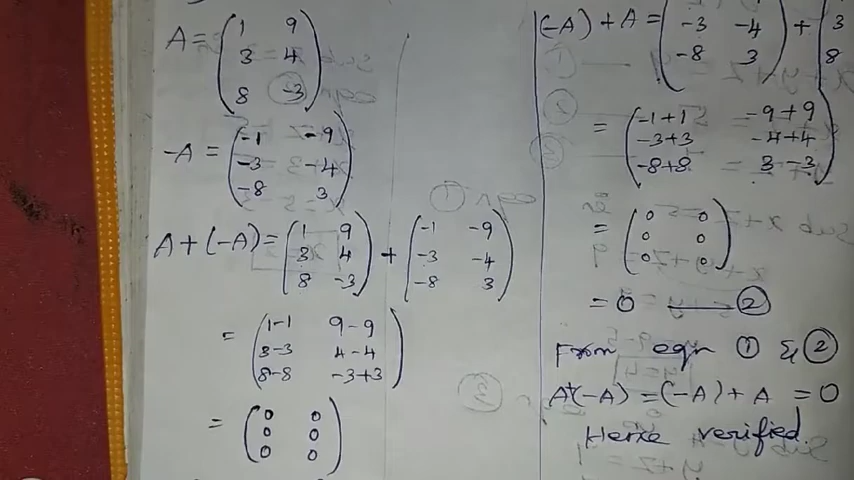 A = ( 1 9
3 4
8 -3 )
-A = ( -1 -9
-3 -4
-8 3 )
A + (-A) = ( 1 9 ) + ( -1 -9 )
3 4 -3 -4
8 -3 -8 3
= ( 1-1 9-9
3-3 4-4
8-8 -3+3 )
= ( 0 0
0 0
0 0 )
(-A) + A = ( -3 -4 ) + ( 3
-8 3 8
= ( -1+1 -9+9
-3+3 -4+4
-8+8 3-3 )
= ( 0 0
0 0
0 0 )
= 0 ② 
From eqn ① & ②
A+(-A) = (-A) + A = 0
Hence verified.